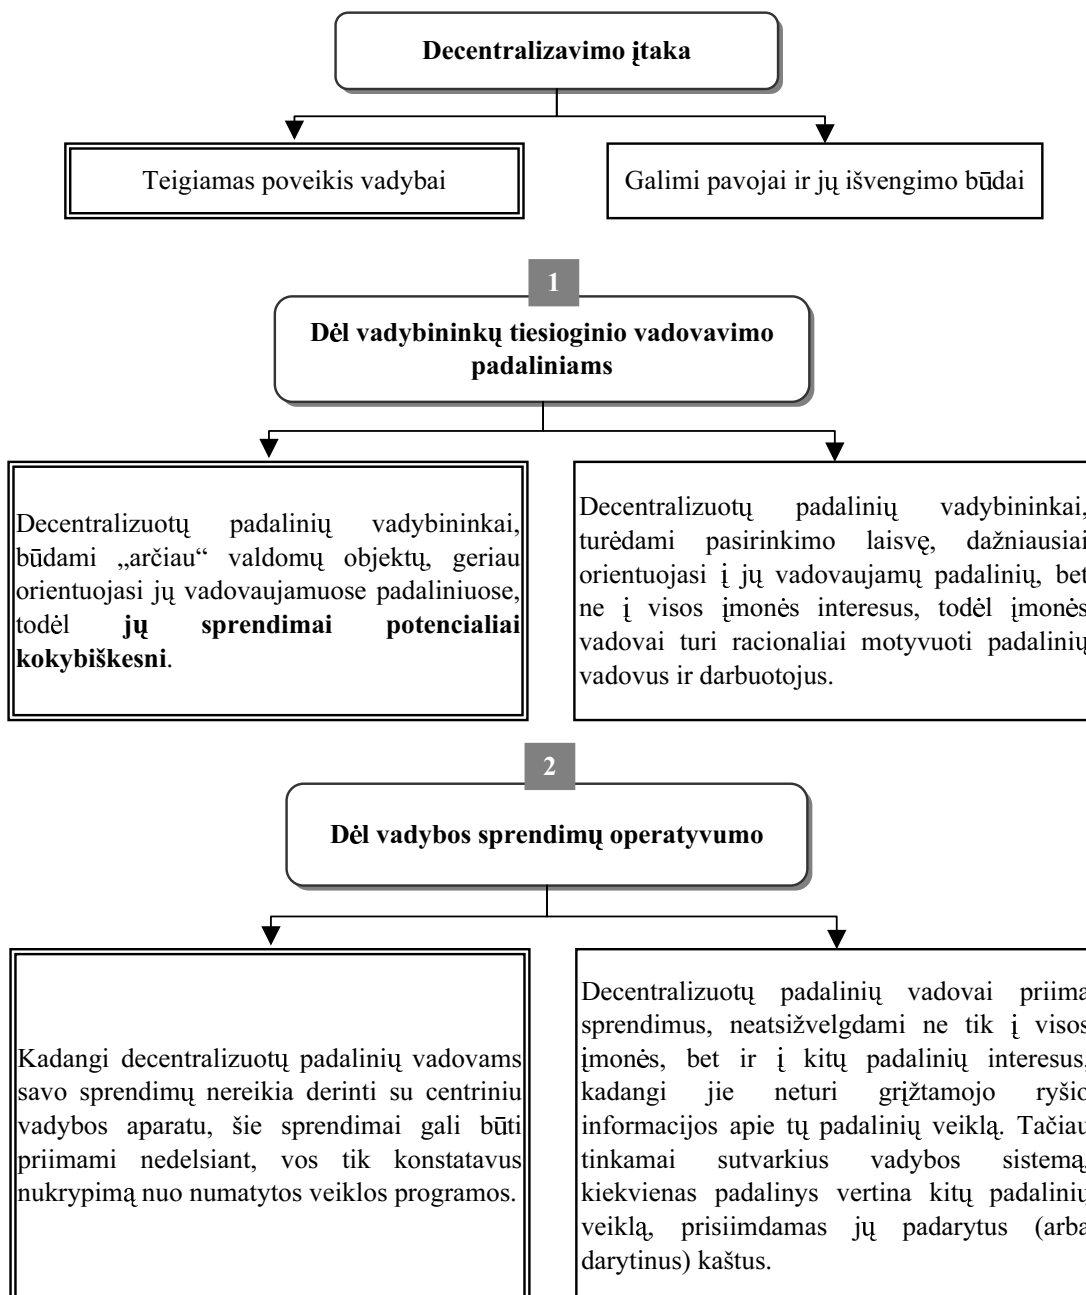 Decentralizavimo įtaka
Teigiamas poveikis vadybai
Galimi pavojai ir jų išvengimo būdai
1
Dėl vadybininkų tiesioginio vadovavimo
padaliniams
Decentralizuotų padalinių vadybininkai,
būdami „arčiau“ valdomų objektų, geriau
orientuojasi jų vadovaujamuose padaliniuose,
todėl jų sprendimai potencialiai
kokybiškesni.
Decentralizuotų padalinių vadybininkai,
turėdami pasirinkimo laisvę, dažniausiai
orientuojasi į jų vadovaujamų padalinių, bet
ne į visos įmonės interesus, todėl įmonės
vadovai turi racionaliai motyvuoti padalinių
vadovus ir darbuotojus.
2
Dėl vadybos sprendimų operatyvumo
Kadangi decentralizuotų padalinių vadovams
savo sprendimų nereikia derinti su centriniu
vadybos aparatu, šie sprendimai gali būti
priimami nedelsiant, vos tik konstatavus
nukrypimą nuo numatytos veiklos programos.
Decentralizuotų padalinių vadovai priima
sprendimus, neatsižvelgdami ne tik į visos
įmonės, bet ir į kitų padalinių interesus,
kadangi jie neturi grįžtamojo ryšio
informacijos apie tų padalinių veiklą. Tačiau
tinkamai sutvarkius vadybos sistemą,
kiekvienas padalinys vertina kitų padalinių
veiklą, prisiimdamas jų padarytus (arba
darytinus) kaštus.